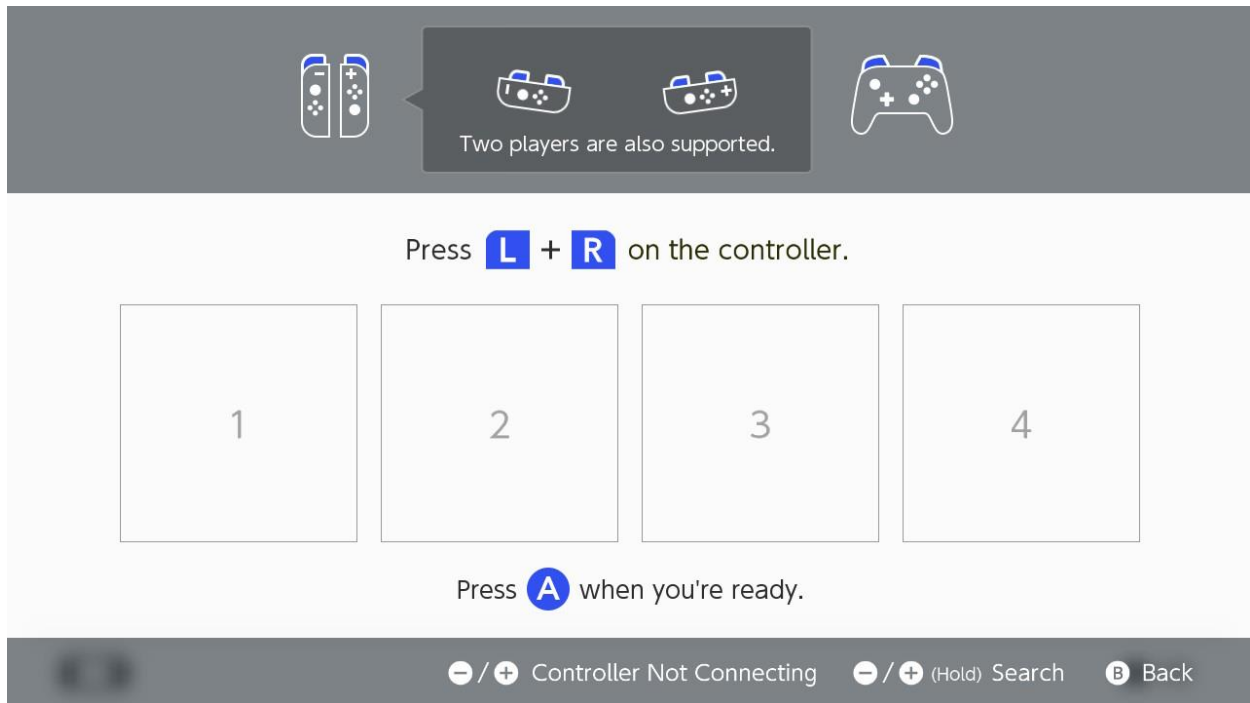 Two players are also supported.
Press L + R on the controller.
1 2 3 4
Press A when you're ready.
−/+ Controller Not Connecting −/+ (Hold) Search B Back